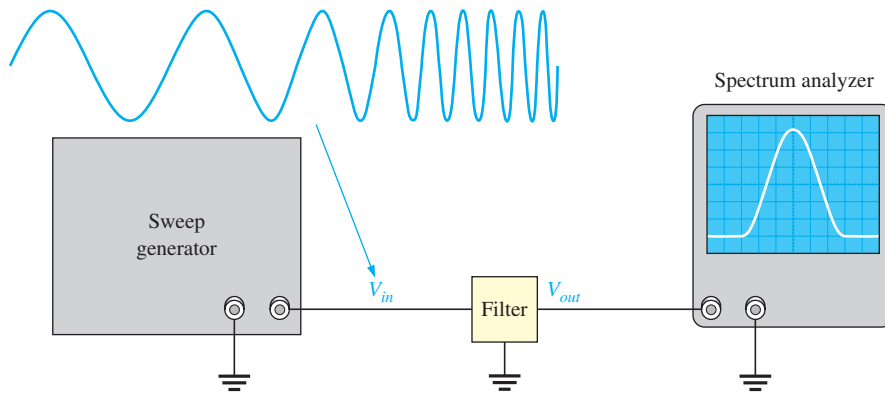 Spectrum analyzer
Sweep
generator
V_in
Filter
V_out